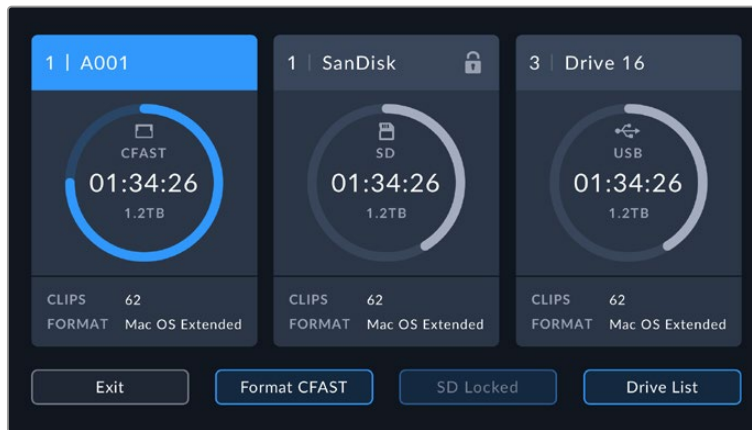 1 | A001
CFAST
01:34:26
1.2TB
CLIPS 62
FORMAT Mac OS Extended
1 | SanDisk
SD
01:34:26
1.2TB
CLIPS 62
FORMAT Mac OS Extended
3 | Drive 16
USB
01:34:26
1.2TB
CLIPS 62
FORMAT Mac OS Extended
Exit
Format CFAST
SD Locked
Drive List